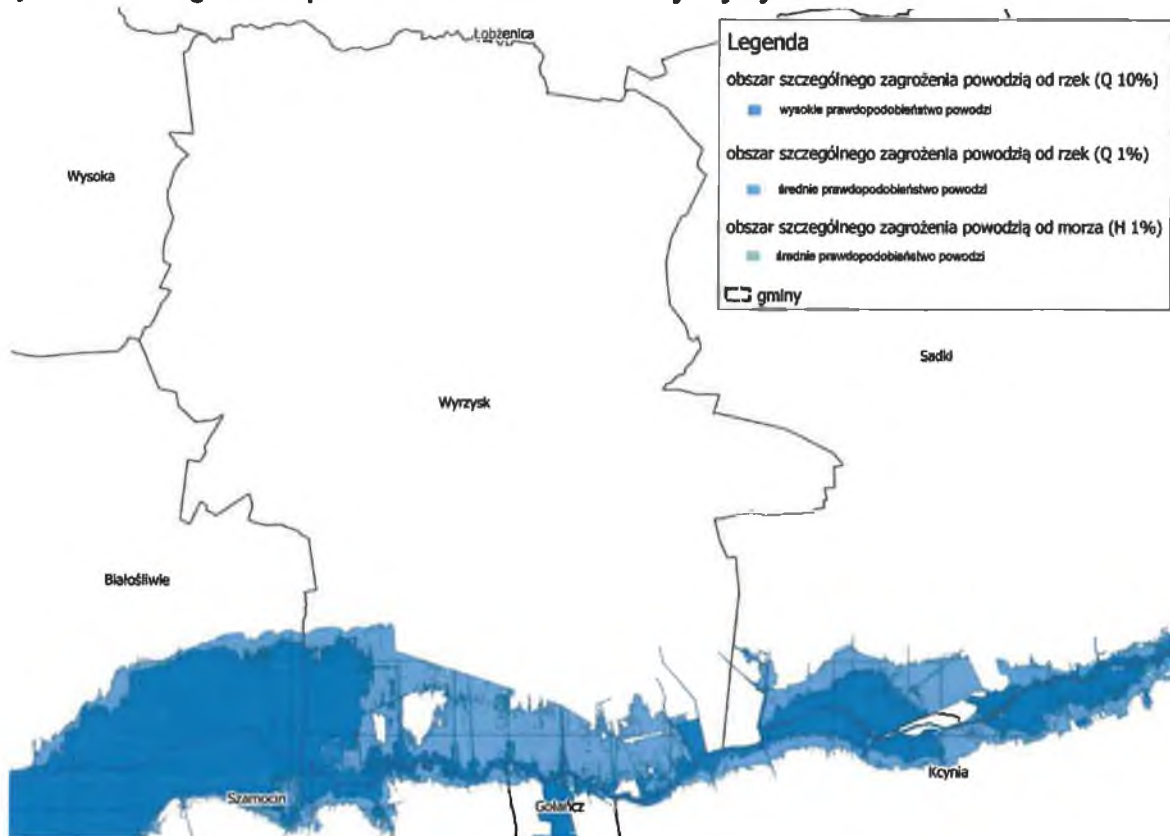 Łobżenica
Legenda
obszar szczególnego zagrożenia powodzią od rzek (Q 10%)
wysokie prawdopodobieństwo powodzi
obszar szczególnego zagrożenia powodzią od rzek (Q 1%)
średnie prawdopodobieństwo powodzi
obszar szczególnego zagrożenia powodzią od morza (H 1%)
średnie prawdopodobieństwo powodzi
gminy
Wysoka
Sadki
Wyrzysk
Białośliwie
Kcynia
Szamocin
Gołańcz